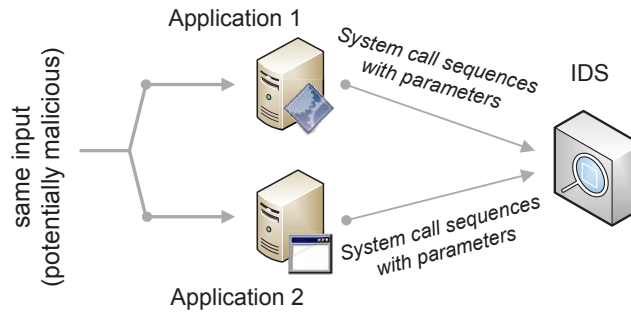 Application 1
System call sequences
with parameters
IDS
same input
(potentially malicious)
System call sequences
with parameters
Application 2